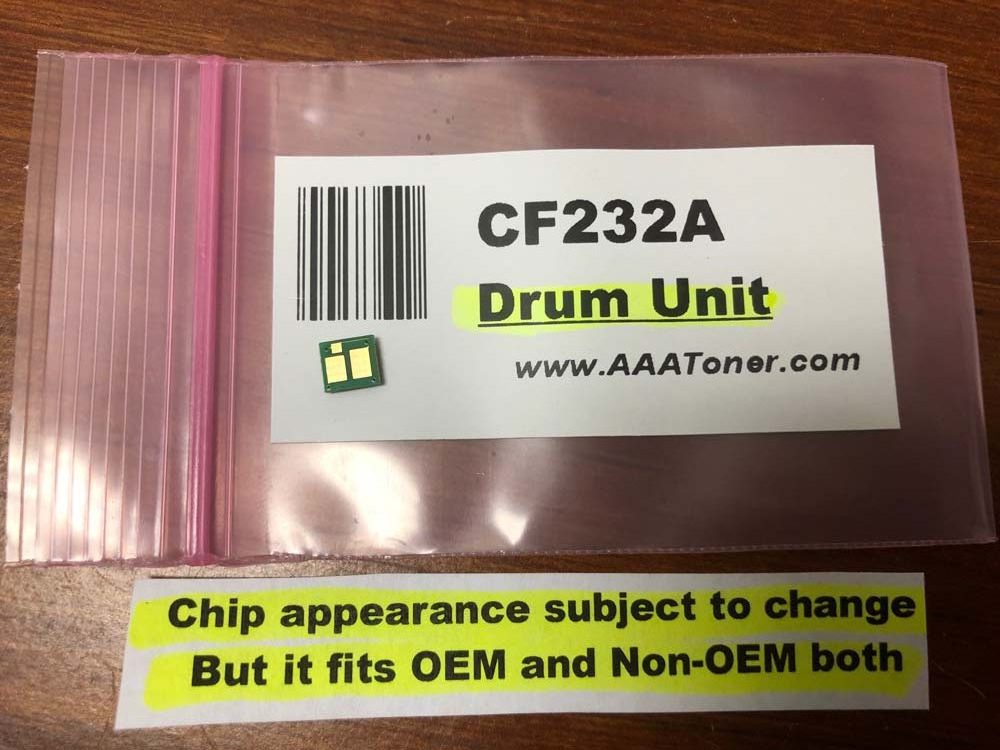 CF232A
Drum Unit
www.AAAToner.com
Chip appearance subject to change
But it fits OEM and Non-OEM both